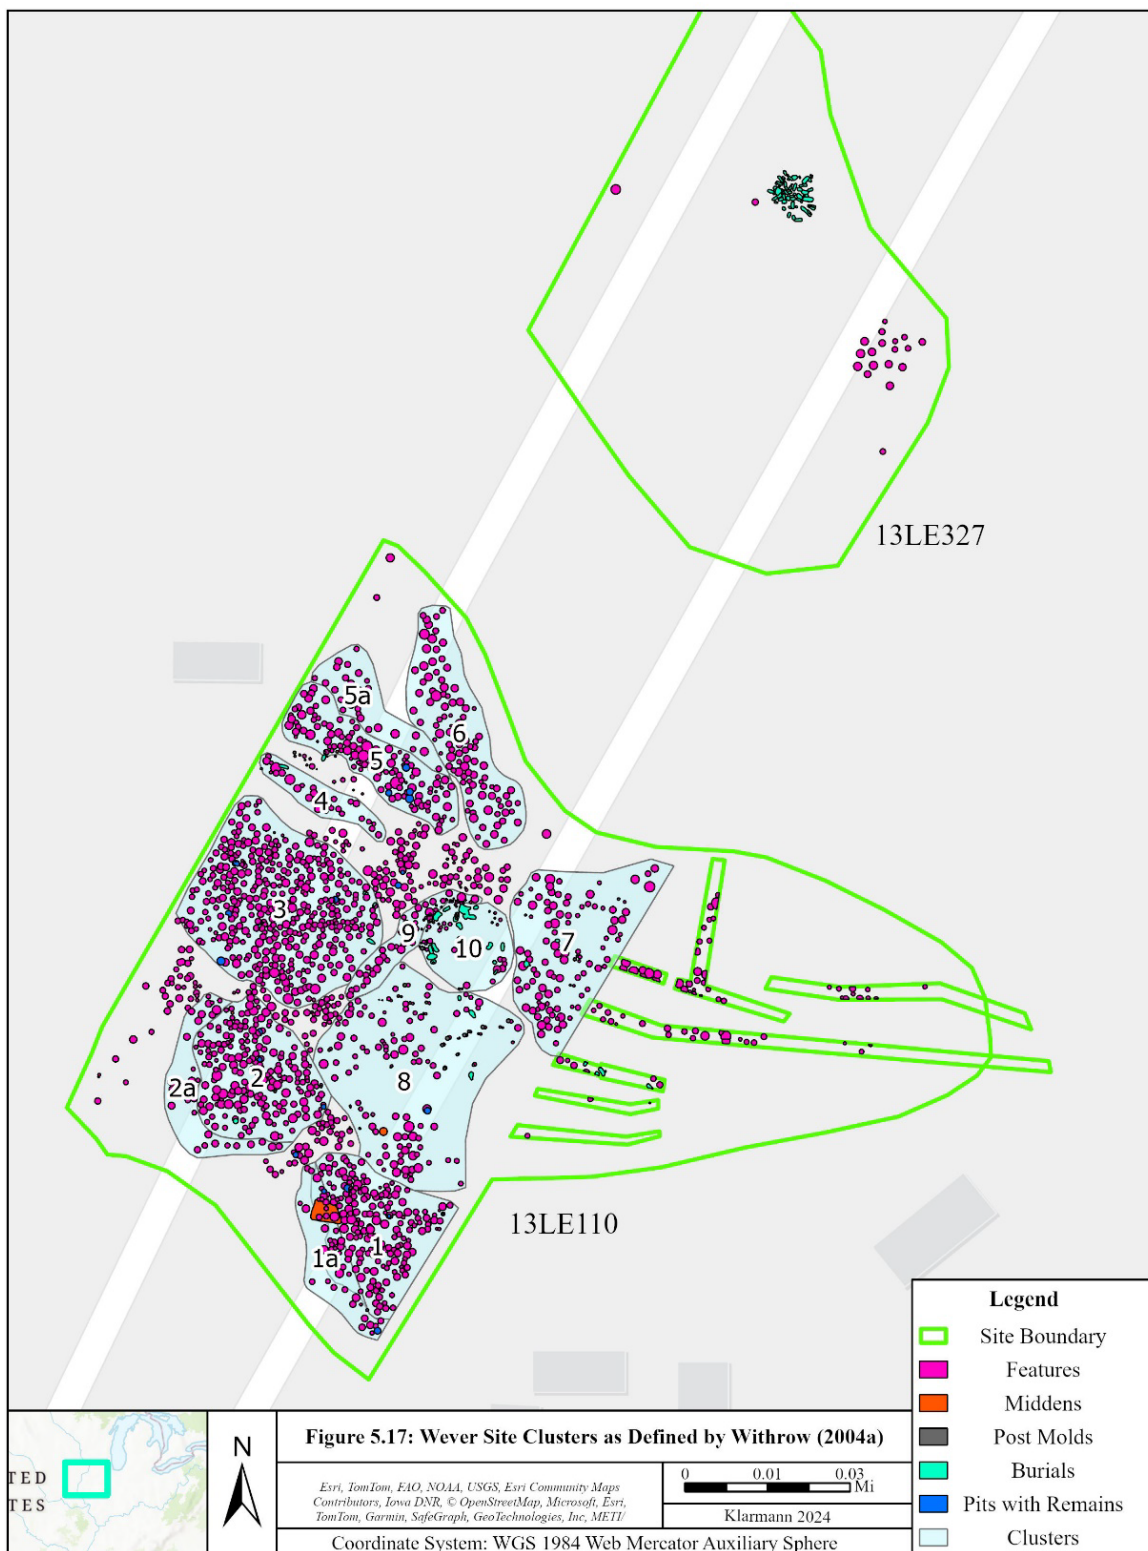 13LE327
5a
6
5
4
3
9
10
7
2
2a
8
13LE110
1
1a
Legend
Site Boundary
Features
Middens
Post Molds
Burials
Pits with Remains
Clusters
TED
TES
N
Figure 5.17: Wever Site Clusters as Defined by Withrow (2004a)
Esri, TomTom, FAO, NOAA, USGS, Esri Community Maps
Contributors, Iowa DNR, © OpenStreetMap, Microsoft, Esri,
TomTom, Garmin, SafeGraph, GeoTechnologies, Inc, METI/
0 0.01 0.03
Mi
Klarmann 2024
Coordinate System: WGS 1984 Web Mercator Auxiliary Sphere